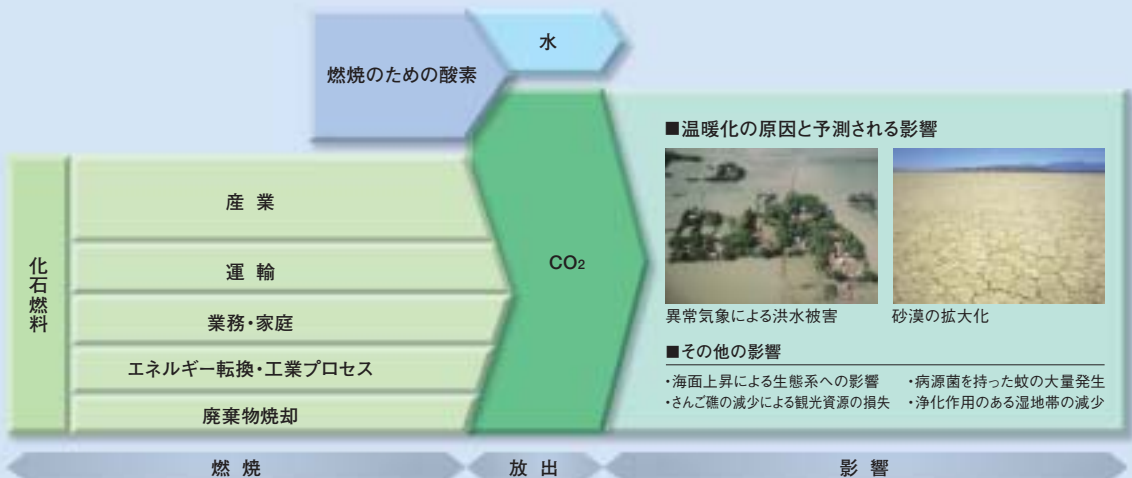 水
燃焼のための酸素
化石燃料
産 業
運 輸
業務・家庭
エネルギー転換・工業プロセス
廃棄物焼却
CO₂
■温暖化の原因と予測される影響
異常気象による洪水被害
砂漠の拡大化
■その他の影響
・海面上昇による生態系への影響 ・病源菌を持った蚊の大量発生
・さんご礁の減少による観光資源の損失 ・浄化作用のある湿地帯の減少
燃 焼
放 出
影 響